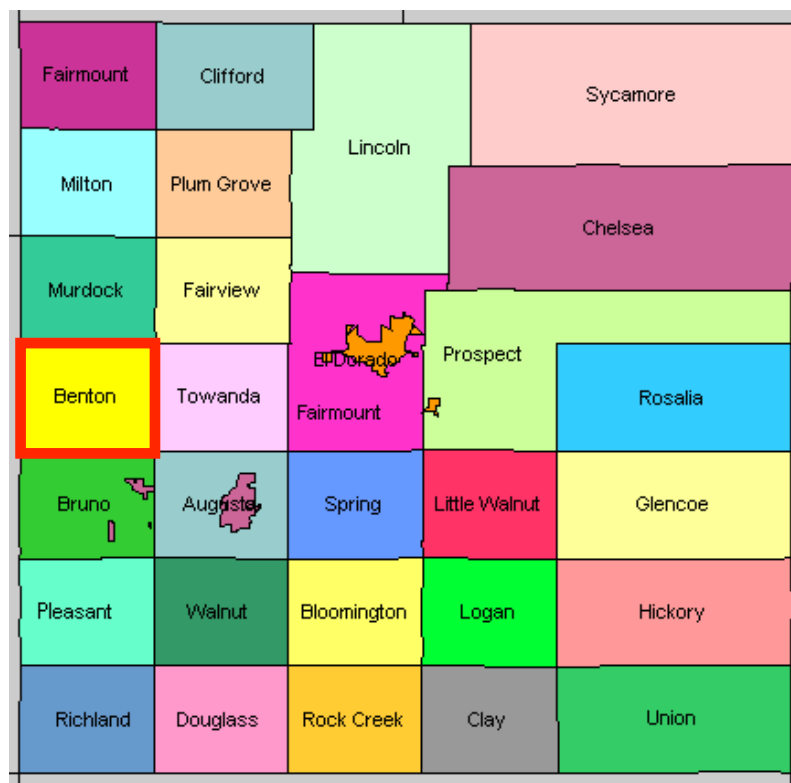 Fairmount
Clifford
Sycamore
Lincoln
Milton
Plum Grove
Chelsea
Murdock
Fairview
El Dorado
Prospect
Benton
Towanda
Fairmount
Rosalia
Bruno
Augusta
Spring
Little Walnut
Glencoe
Pleasant
Walnut
Bloomington
Logan
Hickory
Richland
Douglass
Rock Creek
Clay
Union